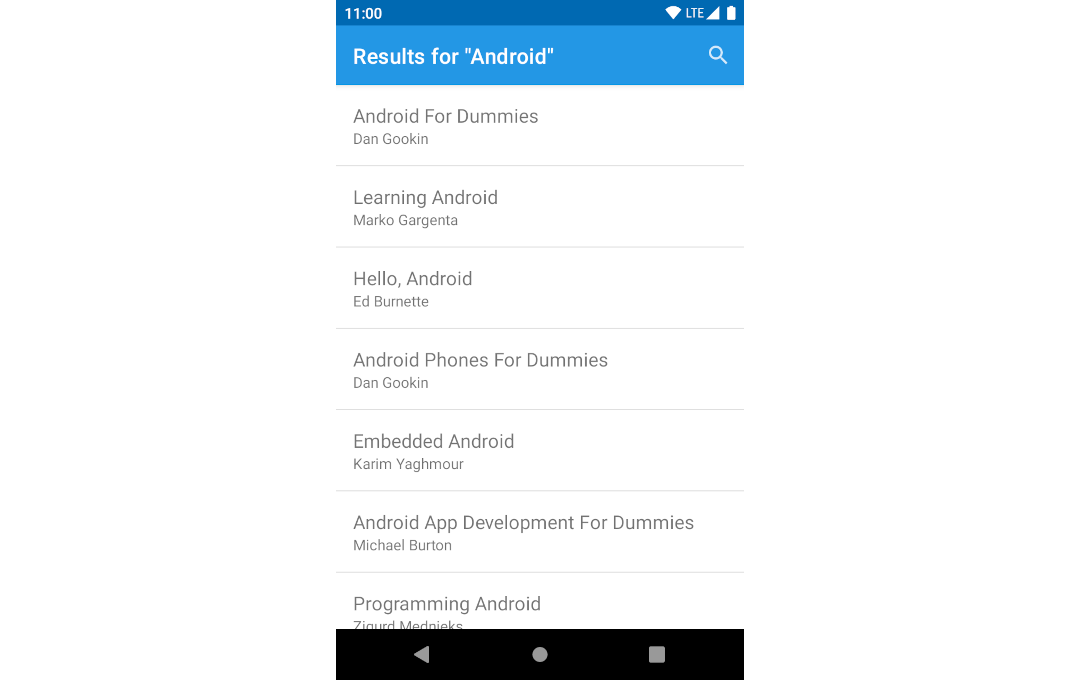 11:00 LTE
Results for "Android"
Android For Dummies
Dan Gookin
Learning Android
Marko Gargenta
Hello, Android
Ed Burnette
Android Phones For Dummies
Dan Gookin
Embedded Android
Karim Yaghmour
Android App Development For Dummies
Michael Burton
Programming Android
Zigurd Mednieks